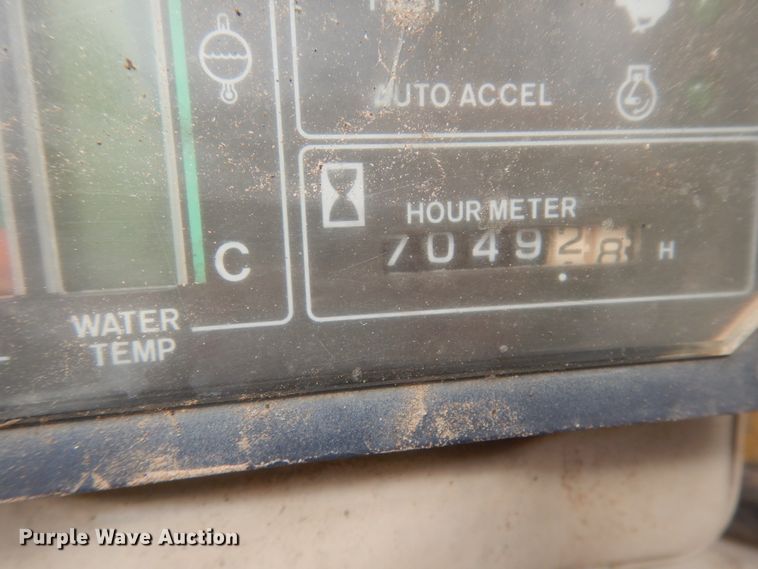 AUTO ACCEL
HOUR METER
704928 H
C
WATER
TEMP
Purple Wave Auction